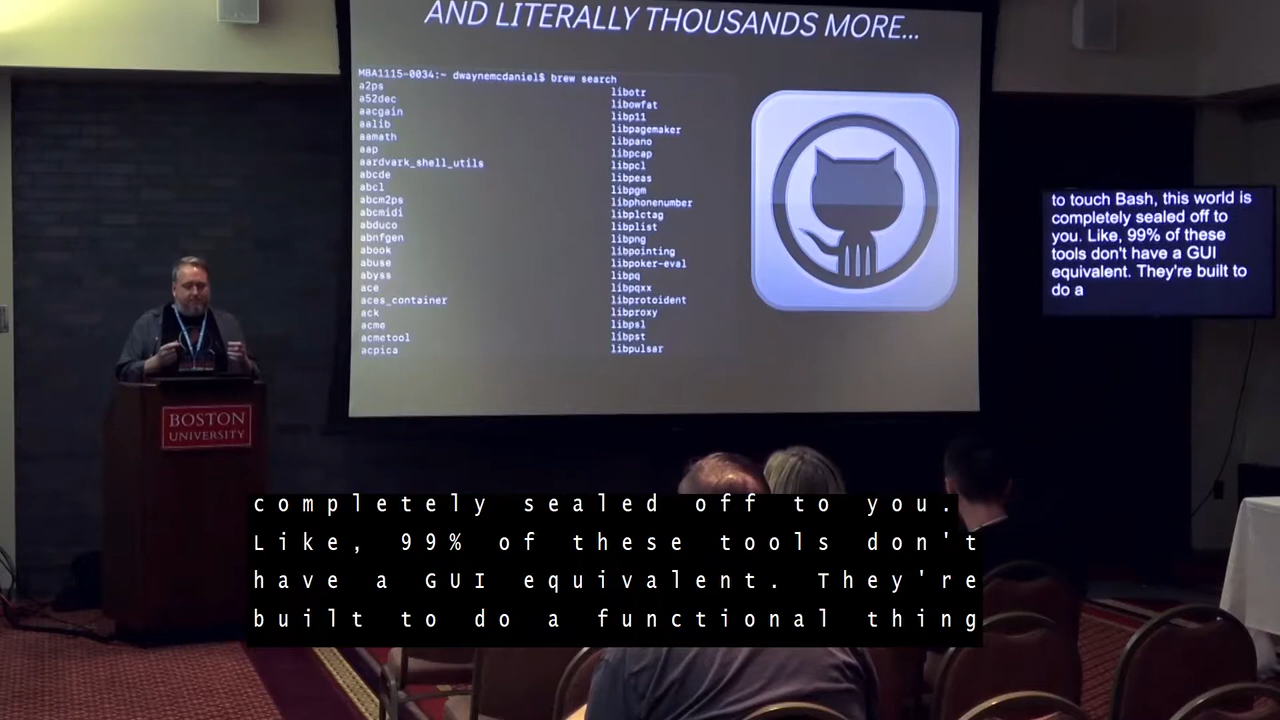 AND LITERALLY THOUSANDS MORE...
MBA1115-0034:~ dwaynemcdaniel$ brew search
a2ps
a52dec
aacgain
aalib
aamath
aap
aardvark_shell_utils
abcde
abcl
abcm2ps
abcmidi
abduco
abnfgen
abook
abuse
abyss
ace
aces_container
ack
acme
acmetool
acpica
libotr
libowfat
libp11
libpagemaker
libpano
libpcap
libpcl
libpeas
libpgm
libphonenumber
libplctag
libplist
libpng
libpointing
libpoker-eval
libpq
libpqxx
libprotoident
libproxy
libpsl
libpst
libpulsar
to touch Bash, this world is
completely sealed off to
you. Like, 99% of these
tools don't have a GUI
equivalent. They're built to
do a
BOSTON
UNIVERSITY
completely sealed off to you.
Like, 99% of these tools don't
have a GUI equivalent. They're
built to do a functional thing